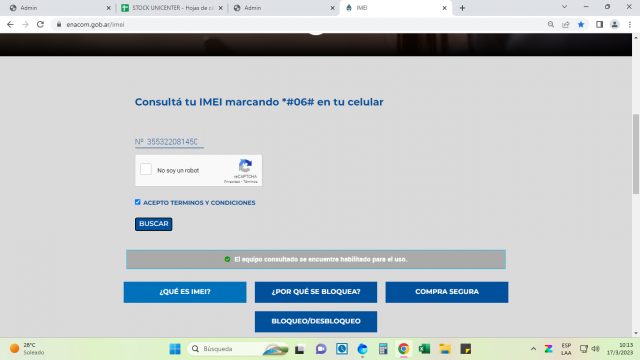 Admin
STOCK UNICENTER - Hojas de cá
Admin
IMEI
enacom.gob.ar/imei
Consultá tu IMEI marcando *#06# en tu celular
Nº 35532208145C
No soy un robot
reCAPTCHA
Privacidad - Términos
ACEPTO TERMINOS Y CONDICIONES
BUSCAR
El equipo consultado se encuentra habilitado para el uso.
¿QUÉ ES IMEI?
¿POR QUÉ SE BLOQUEA?
COMPRA SEGURA
BLOQUEO/DESBLOQUEO
28°C
Soleado
Búsqueda
ESP
LAA
10:13
17/3/2023